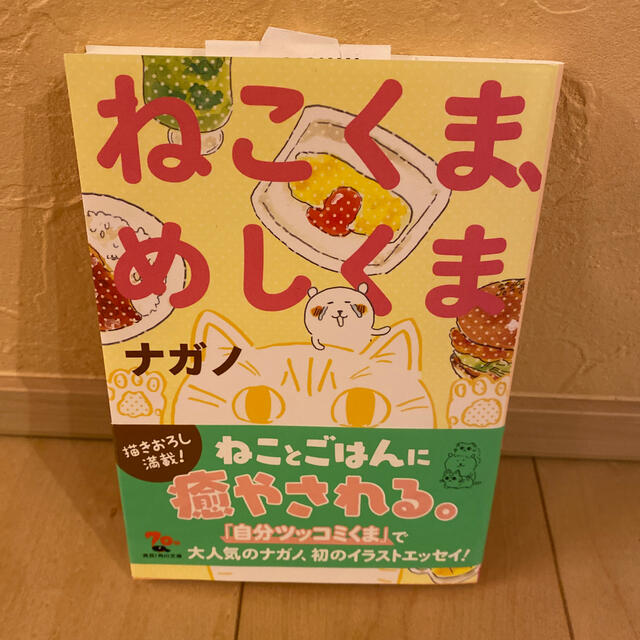 ねこくま、
めしくま
ナガノ
描きおろし
満載!
ねことごはんに
癒やされる。
「自分ツッコミくま」で
大人気のナガノ、初のイラストエッセイ!
70th